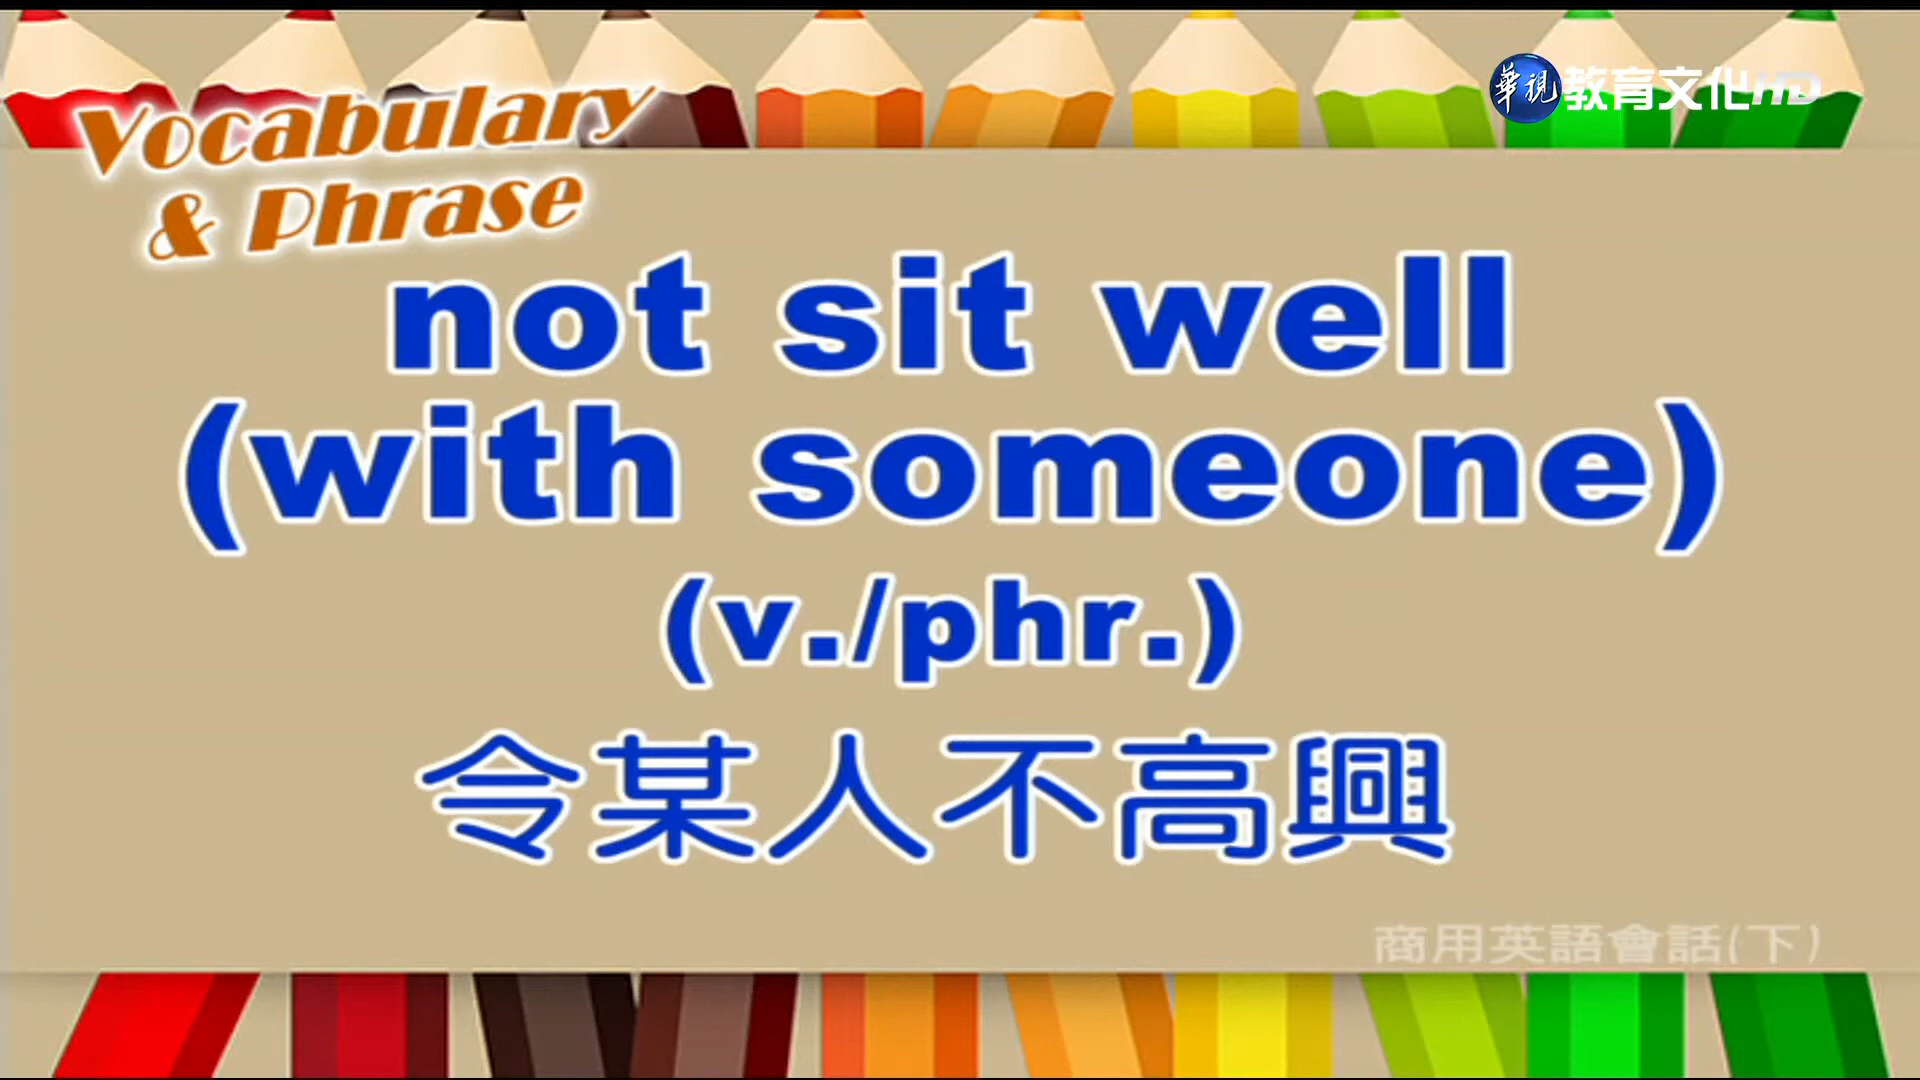 華視 教育文化HD
Vocabulary
& Phrase
not sit well
(with someone)
(v./phr.)
令某人不高興
商用英語會話(下)